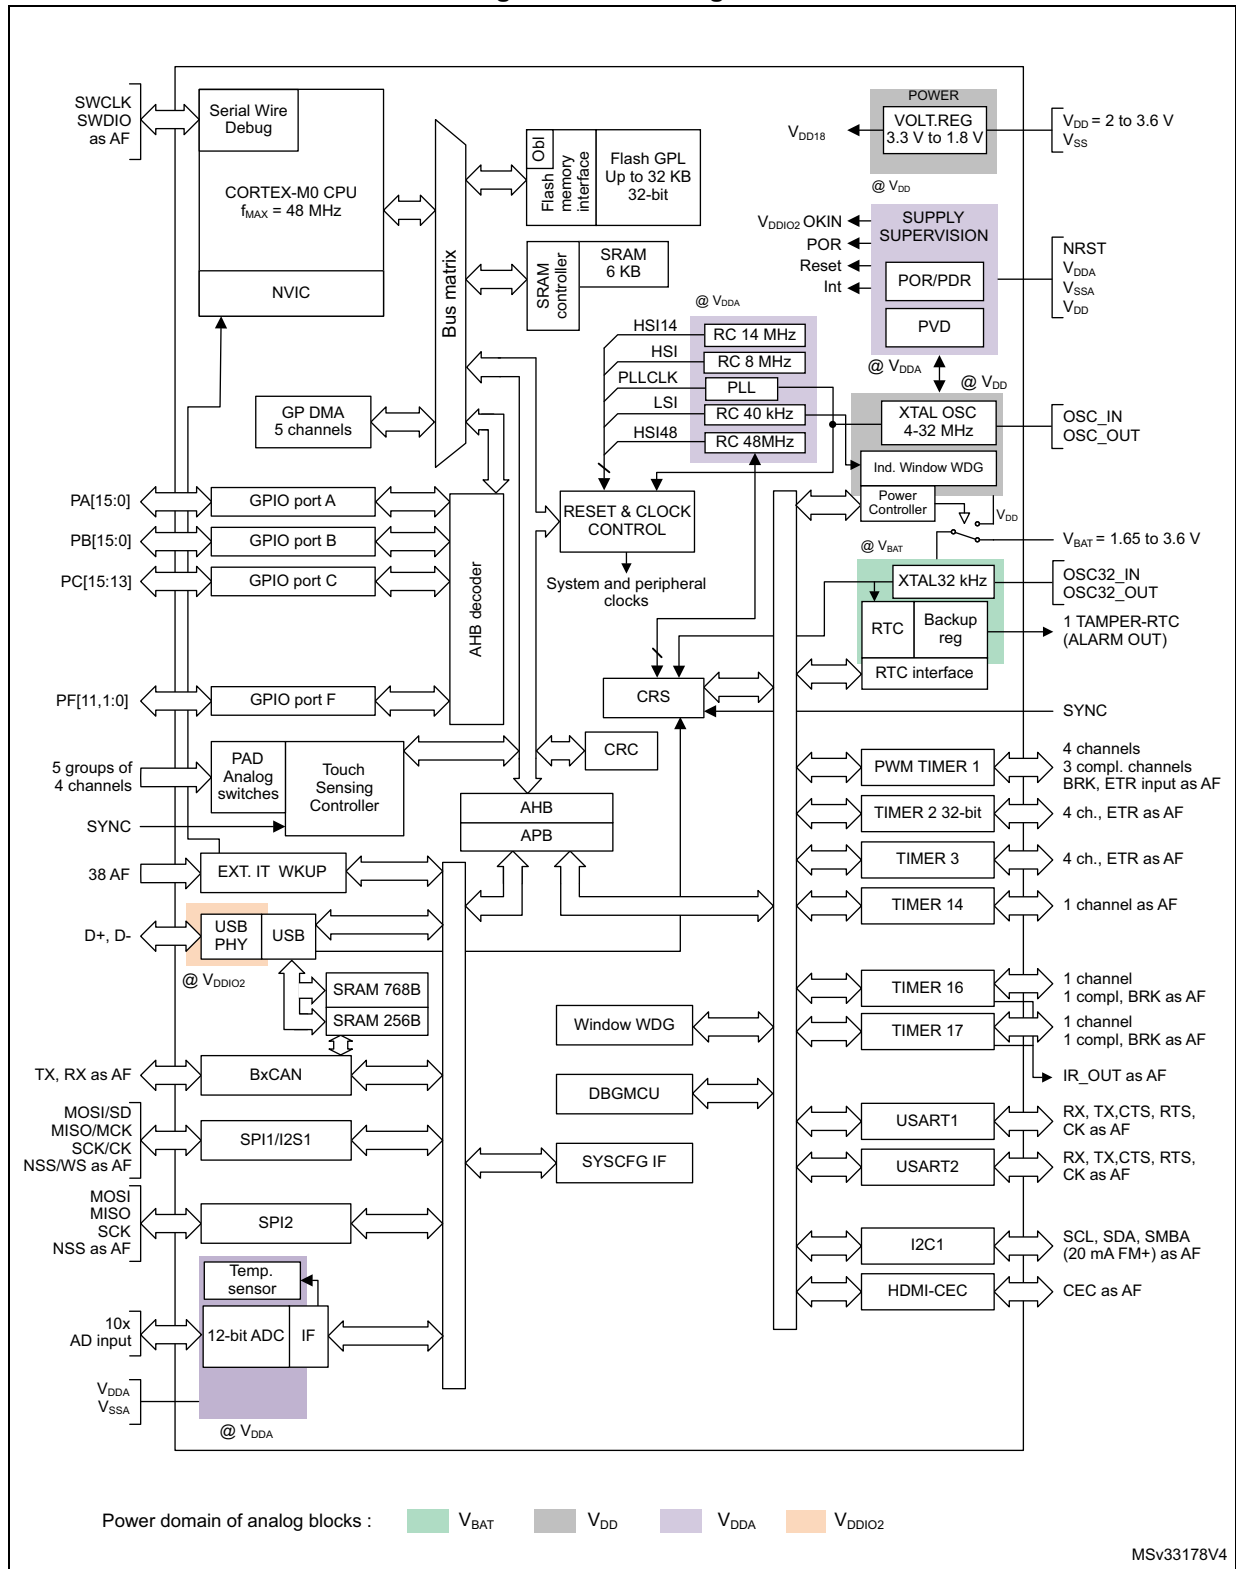 SWCLK
SWDIO
as AF
Serial Wire
Debug
CORTEX-M0 CPU
fMAX = 48 MHz
NVIC
Bus matrix
Obl
Flash
memory
interface
Flash GPL
Up to 32 KB
32-bit
SRAM
controller
SRAM
6 KB
POWER
VOLT.REG
3.3 V to 1.8 V
VDD18
VDD = 2 to 3.6 V
VSS
@ VDD
VDDIO2 OKIN
POR
Reset
Int
SUPPLY
SUPERVISION
POR/PDR
PVD
NRST
VDDA
VSSA
VDD
@ VDDA
@ VDD
@ VDDA
HSI14
HSI
PLLCLK
LSI
HSI48
RC 14 MHz
RC 8 MHz
PLL
RC 40 kHz
RC 48MHz
XTAL OSC
4-32 MHz
OSC_IN
OSC_OUT
Ind. Window WDG
Power
Controller
VDD
VBAT = 1.65 to 3.6 V
@ VBAT
XTAL32 kHz
OSC32_IN
OSC32_OUT
RTC
Backup
reg
1 TAMPER-RTC
(ALARM OUT)
RTC interface
GP DMA
5 channels
PA[15:0]
GPIO port A
PB[15:0]
GPIO port B
PC[15:13]
GPIO port C
PF[11,1:0]
GPIO port F
AHB decoder
RESET & CLOCK
CONTROL
System and peripheral
clocks
CRS
SYNC
5 groups of
4 channels
PAD
Analog
switches
Touch
Sensing
Controller
SYNC
CRC
AHB
APB
38 AF
EXT. IT WKUP
D+, D-
USB
PHY
USB
@ VDDIO2
SRAM 768B
SRAM 256B
TX, RX as AF
BxCAN
MOSI/SD
MISO/MCK
SCK/CK
NSS/WS as AF
SPI1/I2S1
MOSI
MISO
SCK
NSS as AF
SPI2
Temp.
sensor
10x
AD input
12-bit ADC
IF
VDDA
VSSA
@ VDDA
Window WDG
DBGMCU
SYSCFG IF
PWM TIMER 1
4 channels
3 compl. channels
BRK, ETR input as AF
TIMER 2 32-bit
4 ch., ETR as AF
TIMER 3
4 ch., ETR as AF
TIMER 14
1 channel as AF
TIMER 16
1 channel
1 compl, BRK as AF
TIMER 17
1 channel
1 compl, BRK as AF
IR_OUT as AF
USART1
RX, TX,CTS, RTS,
CK as AF
USART2
RX, TX,CTS, RTS,
CK as AF
I2C1
SCL, SDA, SMBA
(20 mA FM+) as AF
HDMI-CEC
CEC as AF
Power domain of analog blocks : VBAT VDD VDDA VDDIO2
MSv33178V4